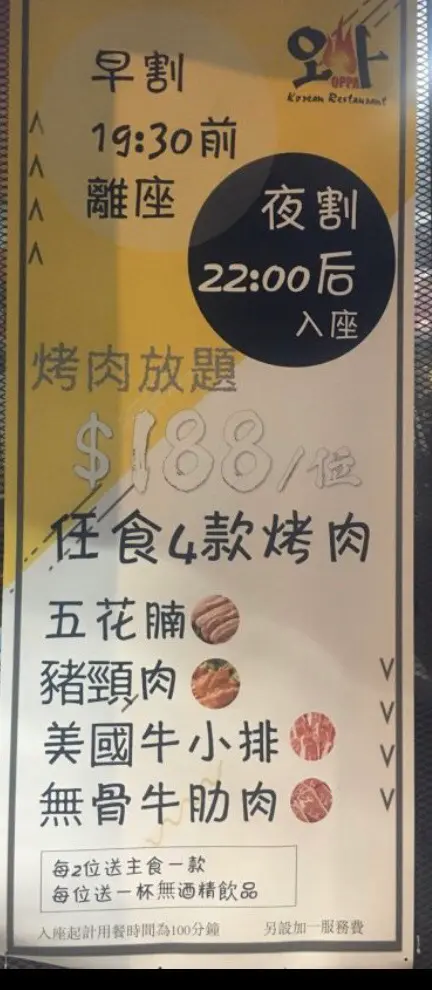 오빠
OPPA
Korean Restaurant
早割
19:30前
離座
夜割
22:00后
入座
烤肉放題
$188/位
任食4款烤肉
五花腩
豬頸肉
美國牛小排
無骨牛肋肉
每2位送主食一款
每位送一杯無酒精飲品
入座起計用餐時間為100分鐘
另設加一服務費